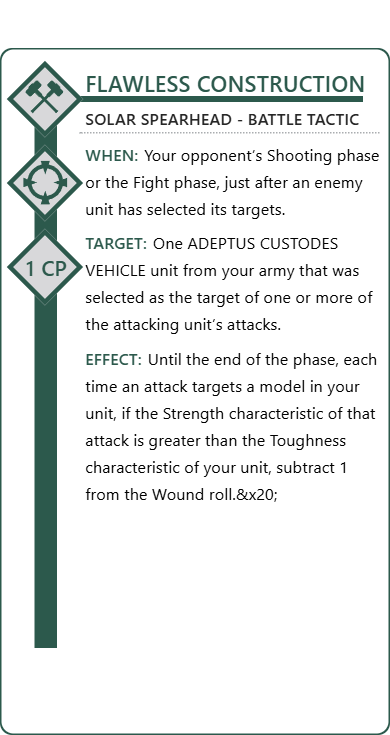 FLAWLESS CONSTRUCTION
SOLAR SPEARHEAD - BATTLE TACTIC
WHEN: Your opponent's Shooting phase
or the Fight phase, just after an enemy
unit has selected its targets.
1 CP
TARGET: One ADEPTUS CUSTODES
VEHICLE unit from your army that was
selected as the target of one or more of
the attacking unit's attacks.
EFFECT: Until the end of the phase, each
time an attack targets a model in your
unit, if the Strength characteristic of that
attack is greater than the Toughness
characteristic of your unit, subtract 1
from the Wound roll.&x20;